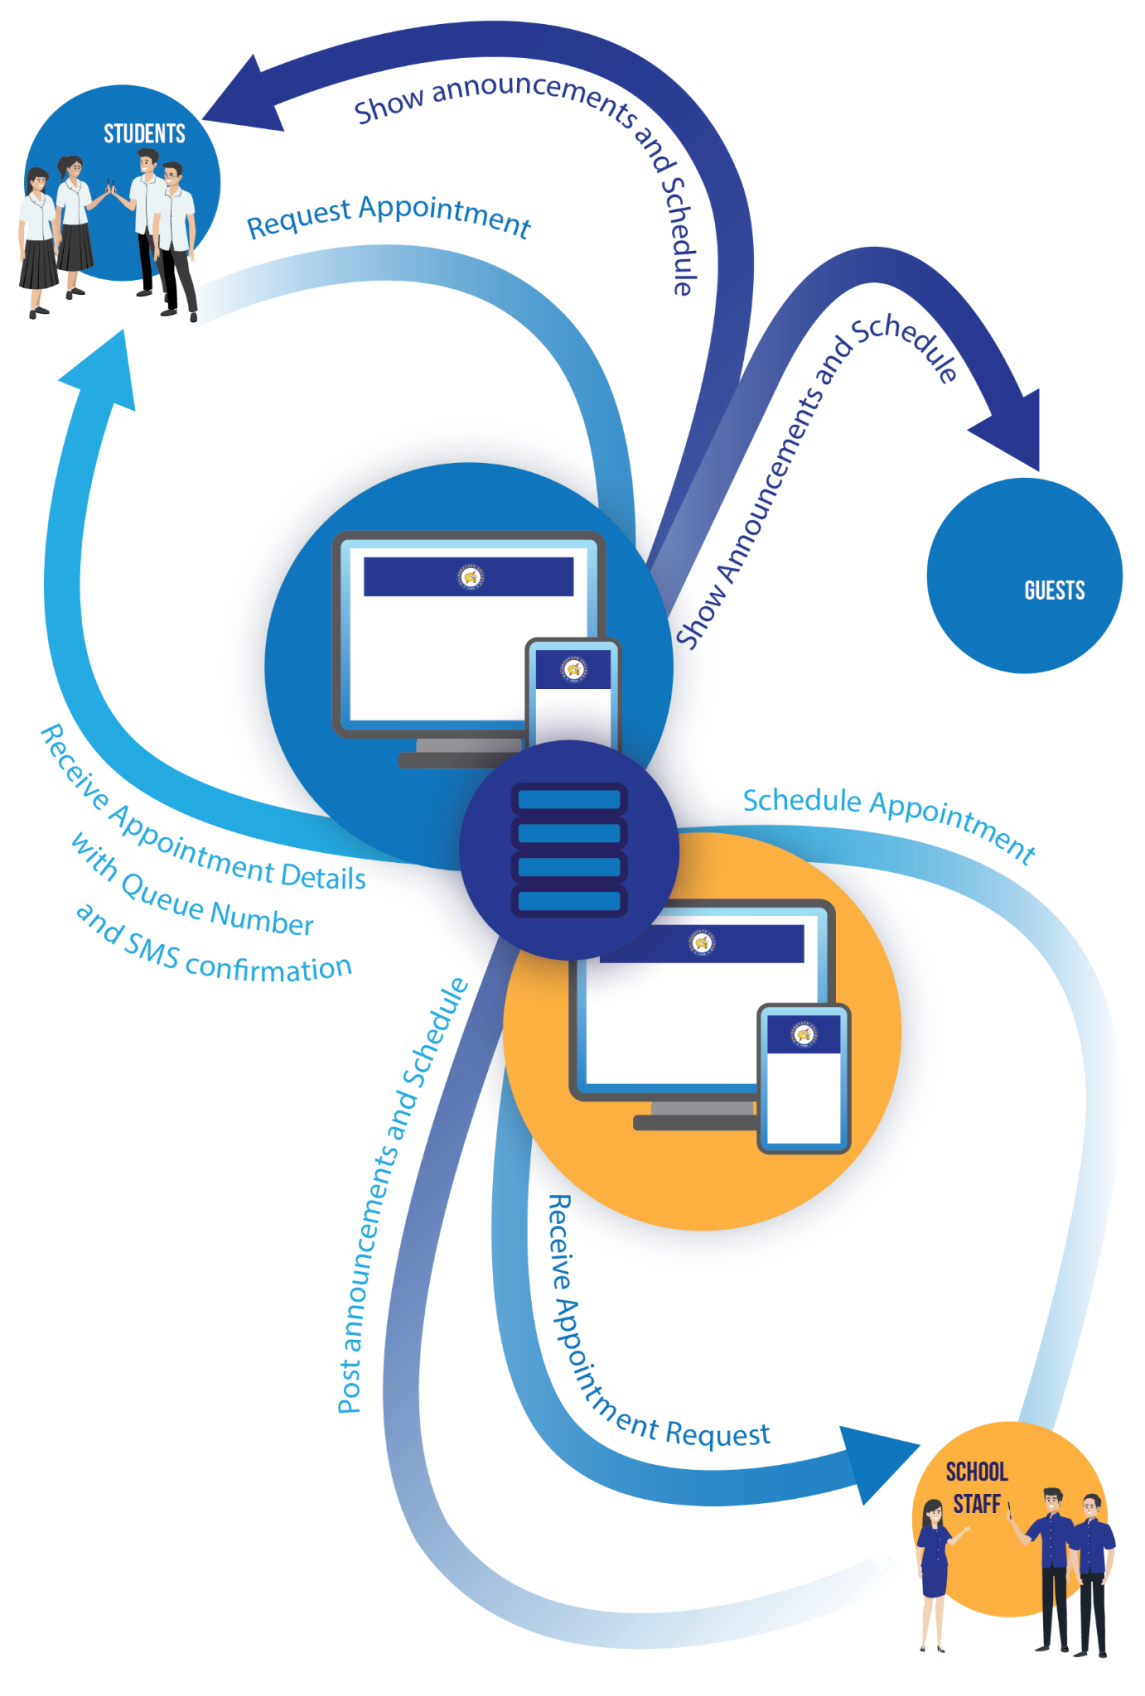 Show announcements and Schedule
STUDENTS
Request Appointment
Show Announcements and Schedule
GUESTS
Receive Appointment Details
with Queue Number
and SMS confirmation
Schedule Appointment
Post announcements and Schedule
Receive Appointment Request
SCHOOL
STAFF